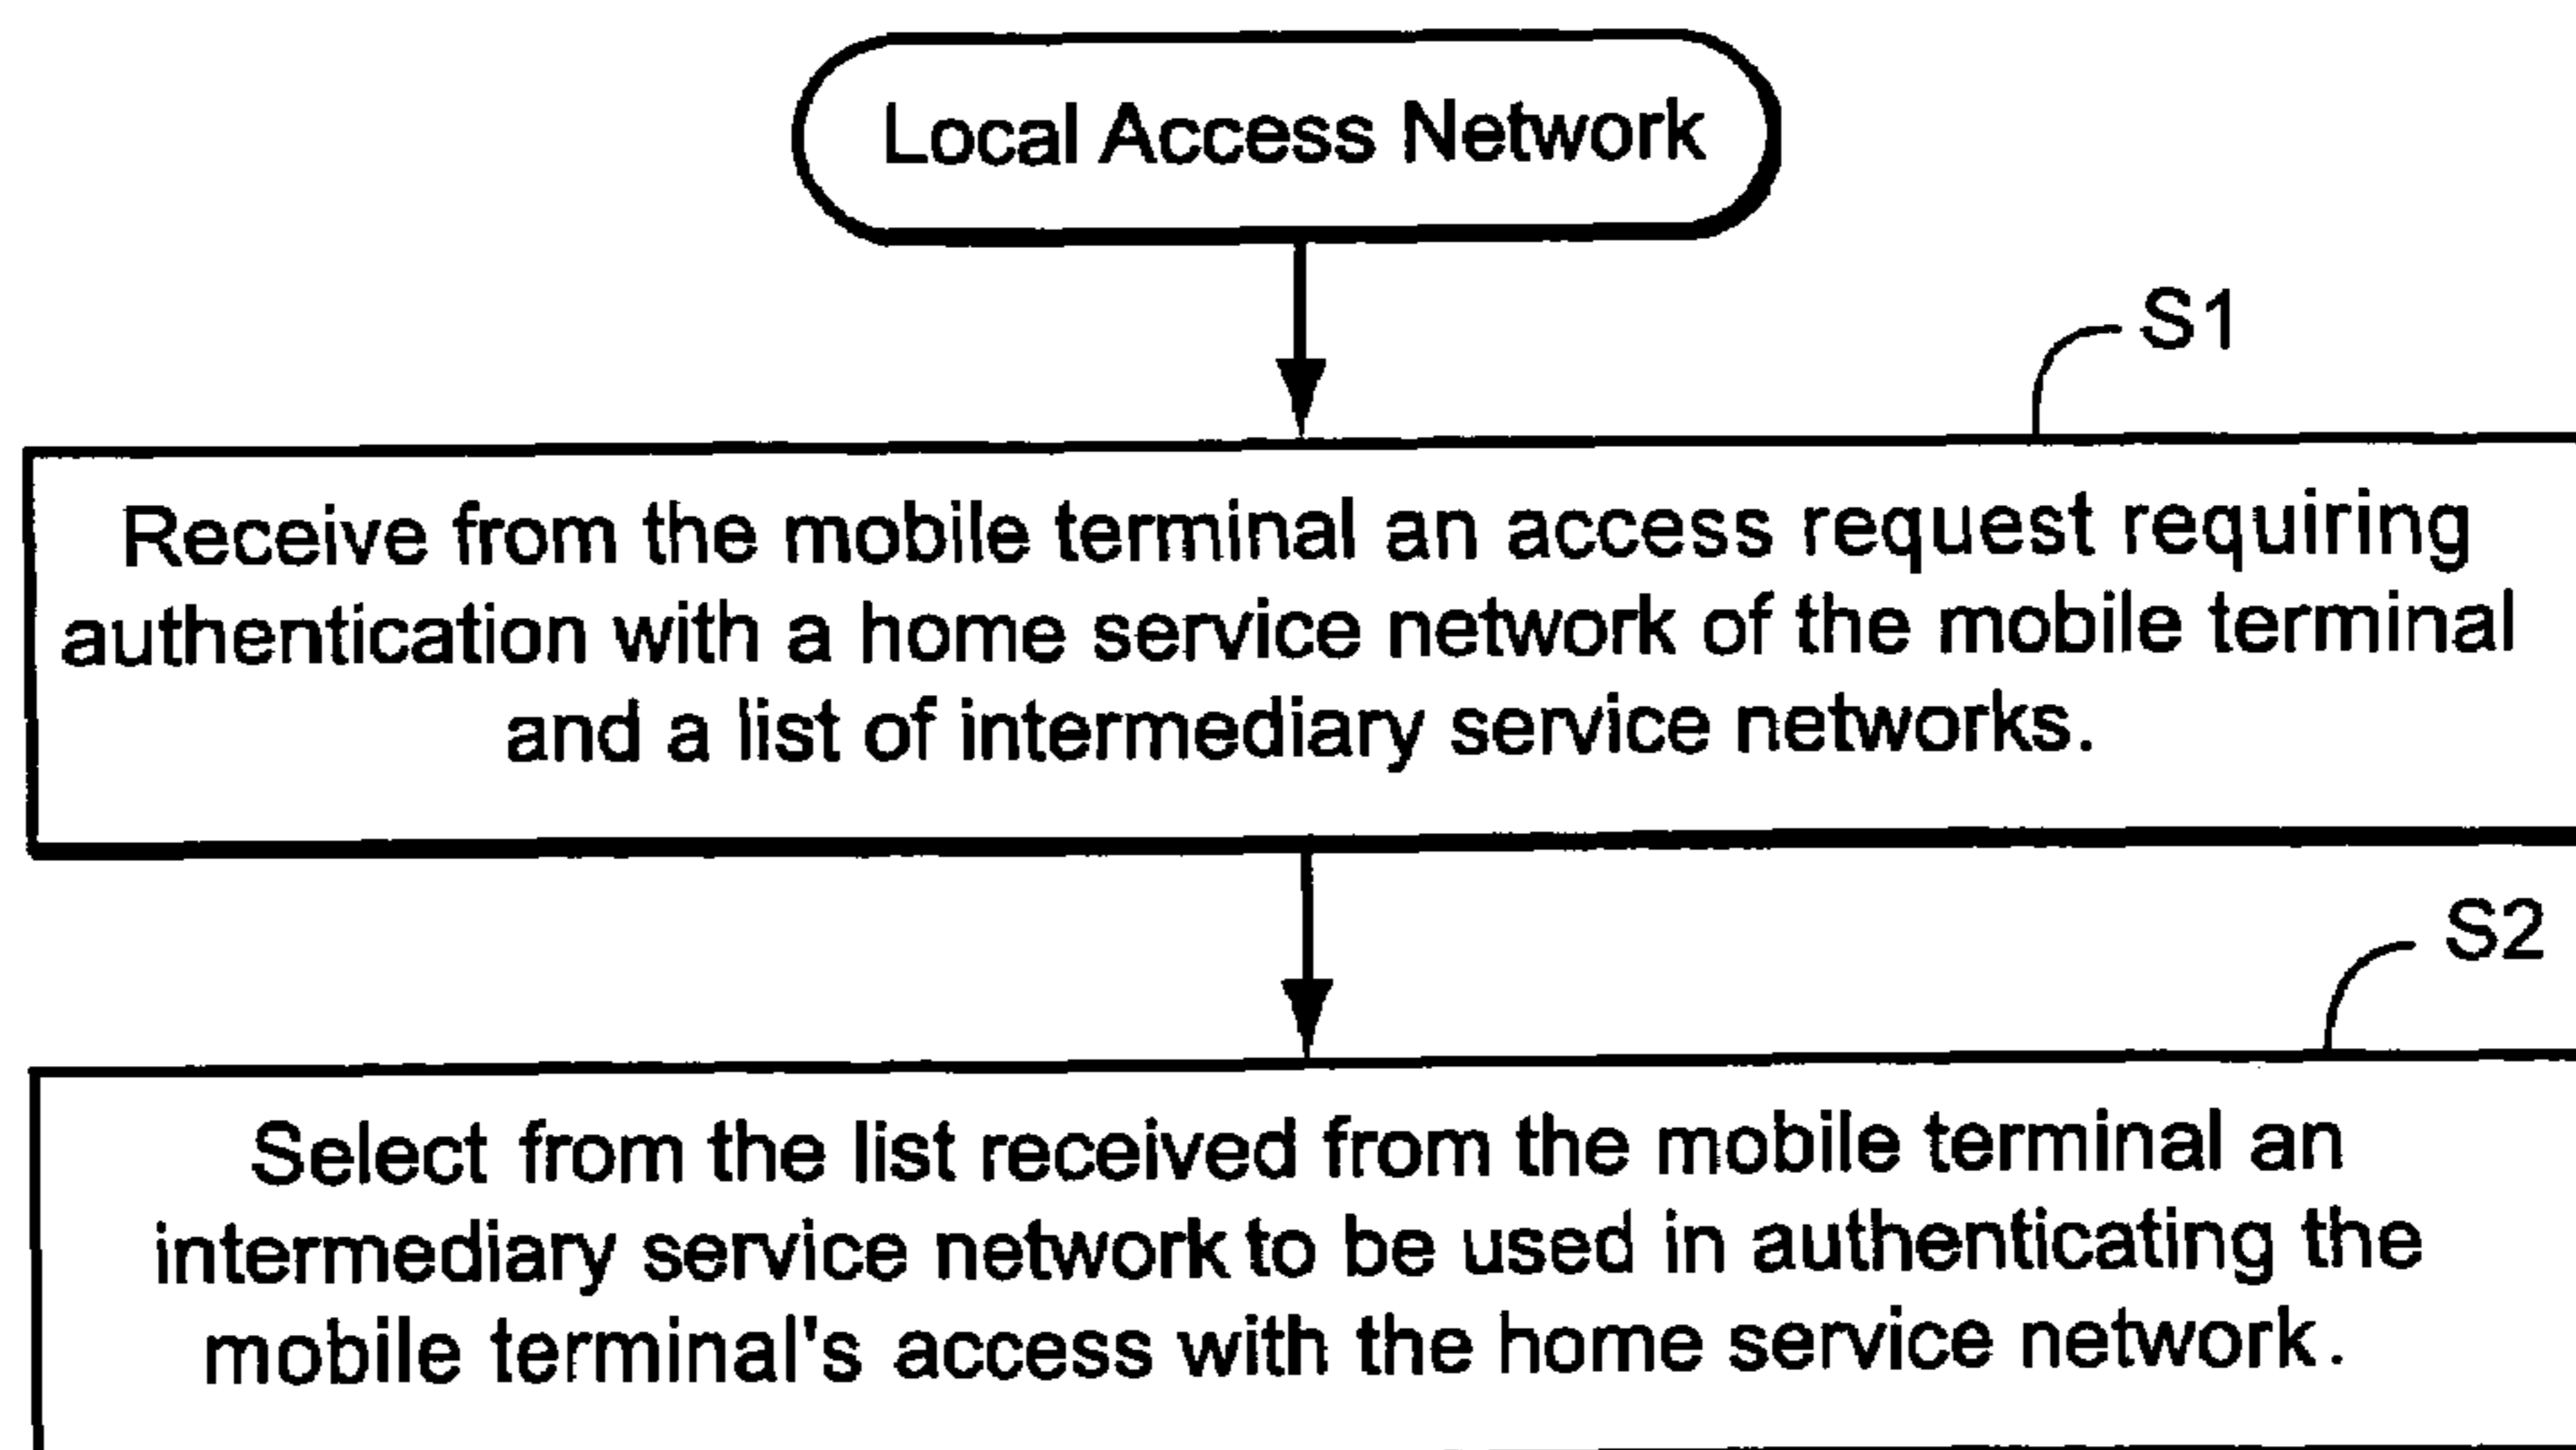 Local Access Network
S1
Receive from the mobile terminal an access request requiring
authentication with a home service network of the mobile terminal
and a list of intermediary service networks.
S2
Select from the list received from the mobile terminal an
intermediary service network to be used in authenticating the
mobile terminal's access with the home service network.